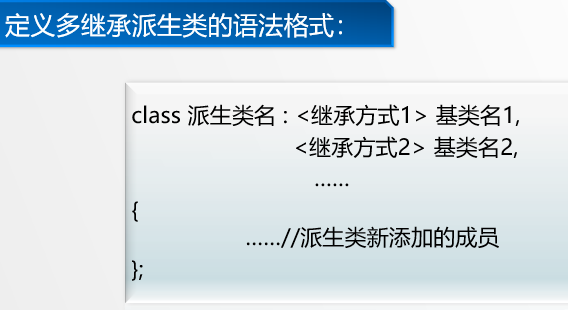 定义多继承派生类的语法格式：
class 派生类名 : <继承方式1> 基类名1,
<继承方式2> 基类名2,
……
{
……//派生类新添加的成员
};